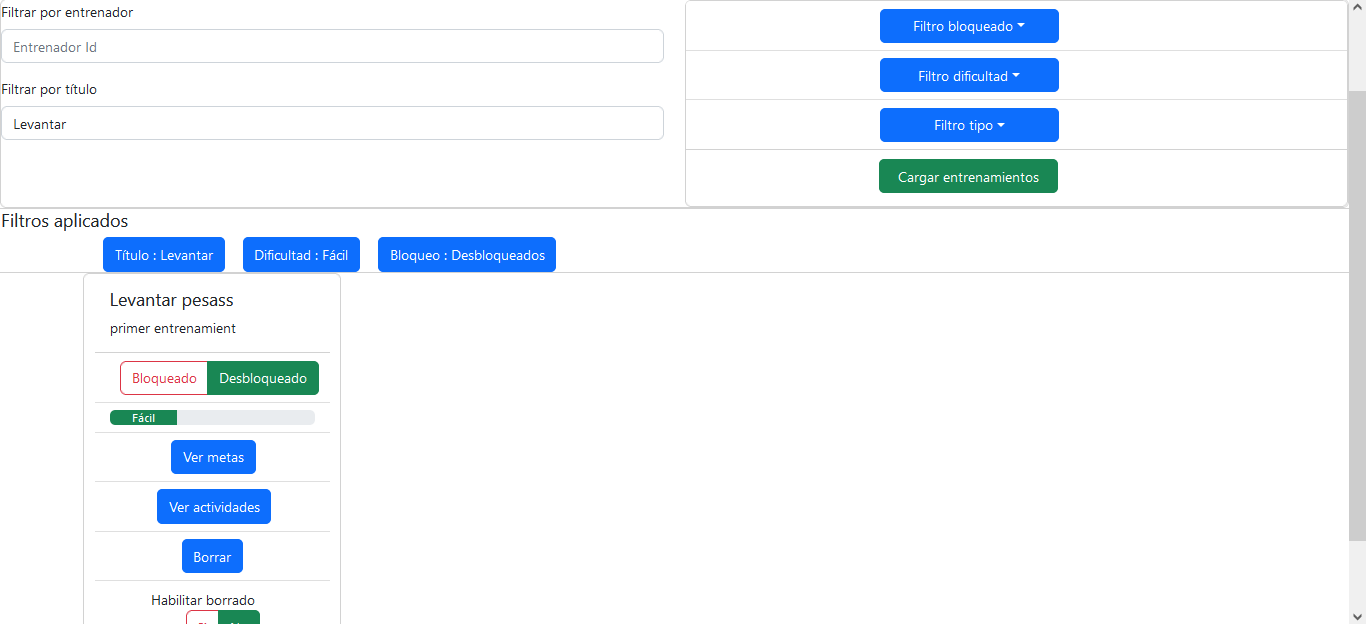 Filtrar por entrenador
Entrenador Id
Filtrar por título
Levantar
Filtro bloqueado
Filtro dificultad
Filtro tipo
Cargar entrenamientos
Filtros aplicados
Título : Levantar
Dificultad : Fácil
Bloqueo : Desbloqueados
Levantar pesass
primer entrenamient
Bloqueado
Desbloqueado
Fácil
Ver metas
Ver actividades
Borrar
Habilitar borrado